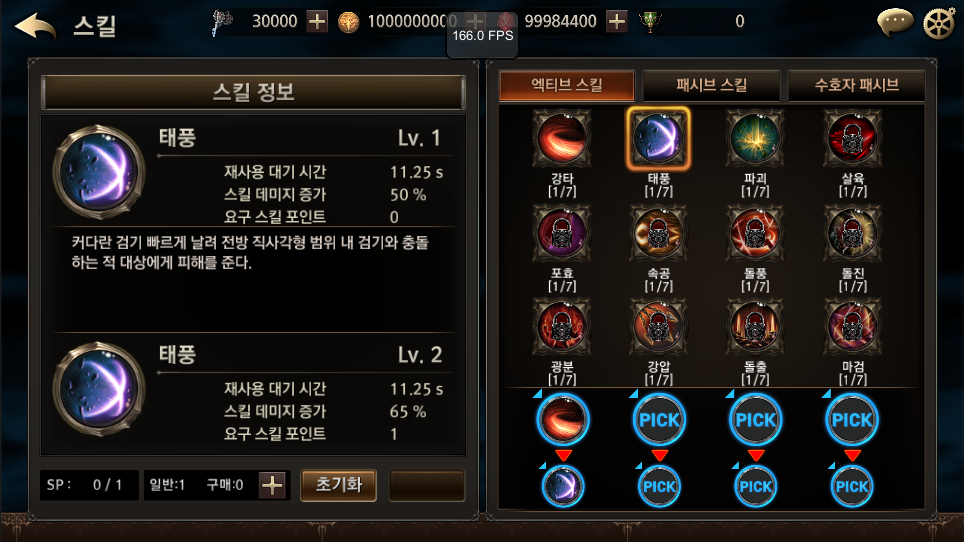 스킬
30000
1000000000
99984400
0
166.0 FPS
스킬 정보
태풍 Lv. 1
재사용 대기 시간 11.25 s
스킬 데미지 증가 50 %
요구 스킬 포인트 0
커다란 검기 빠르게 날려 전방 직사각형 범위 내 검기와 충돌
하는 적 대상에게 피해를 준다.
태풍 Lv. 2
재사용 대기 시간 11.25 s
스킬 데미지 증가 65 %
요구 스킬 포인트 1
SP : 0 / 1 일반:1 구매:0
초기화
엑티브 스킬 패시브 스킬 수호자 패시브
강타 태풍 파괴 살육
[1/7] [1/7] [1/7] [1/7]
포효 속공 돌풍 돌진
[1/7] [1/7] [1/7] [1/7]
광분 강압 돌출 마검
[1/7] [1/7] [1/7] [1/7]
PICK PICK PICK
PICK PICK PICK